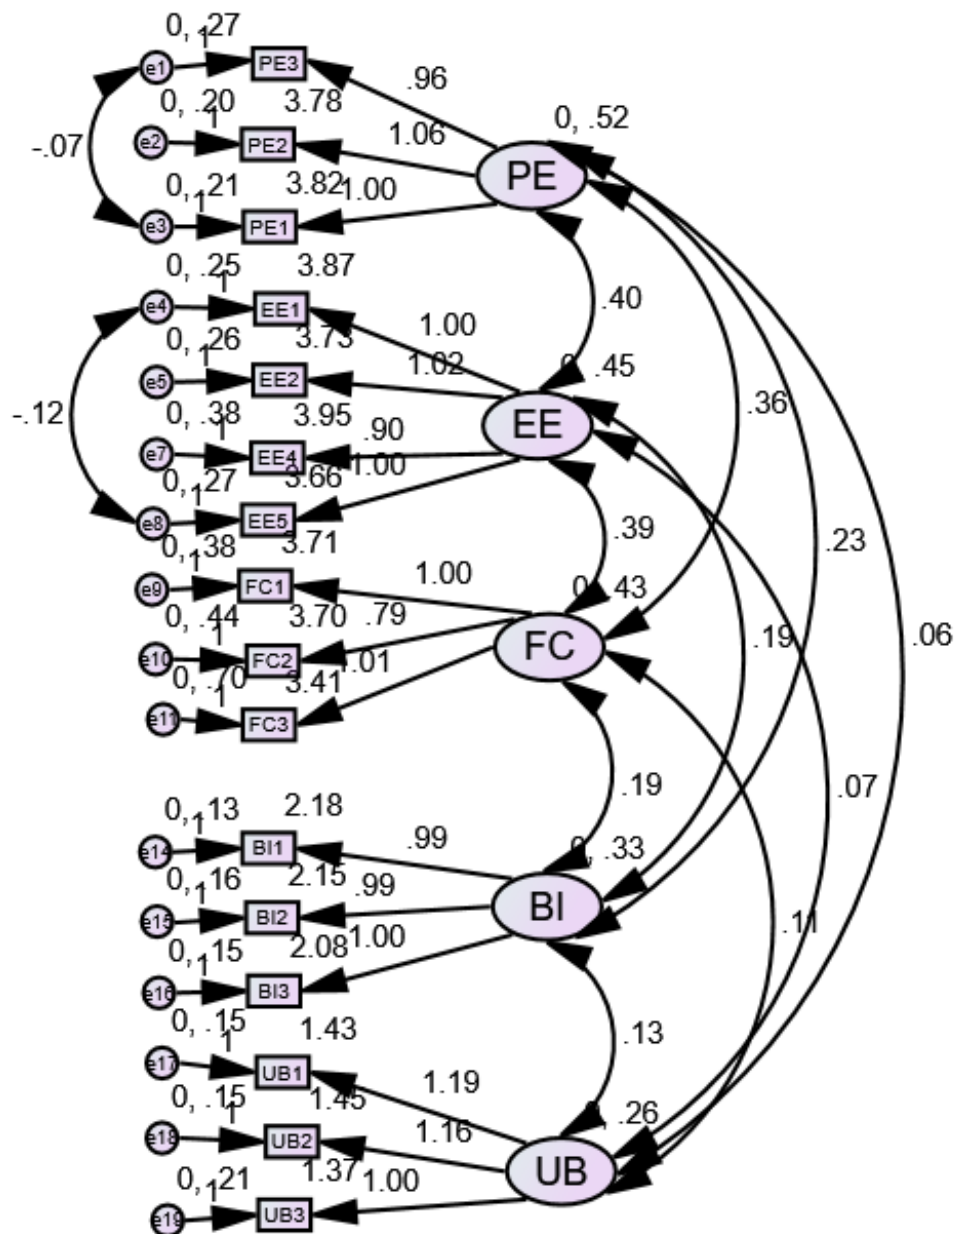 0, .27
1
e1
PE3
.96
3.78
0, .20
1
e2
PE2
1.06
0, .52
-.07
3.82
0, .21
1
e3
PE1
1.00
PE
3.87
0, .25
1
e4
EE1
1.00
.40
3.73
0, .26
1
e5
EE2
1.02
0, .45
.36
-.12
3.95
0, .38
1
e7
EE4
.90
EE
3.66
0, .27
1
e8
EE5
1.00
.39
.23
3.71
0, .38
1
e9
FC1
1.00
0, .43
3.70
0, .44
1
e10
FC2
.79
FC
.19
.06
3.41
0, .70
1
e11
FC3
1.01
.19
.07
2.18
0, .13
1
e14
BI1
.99
0, .33
2.15
0, .16
1
e15
BI2
.99
BI
.11
2.08
0, .15
1
e16
BI3
1.00
.13
1.43
0, .15
1
e17
UB1
1.19
0, .26
1.45
0, .15
1
e18
UB2
1.16
UB
1.37
0, .21
1
e19
UB3
1.00